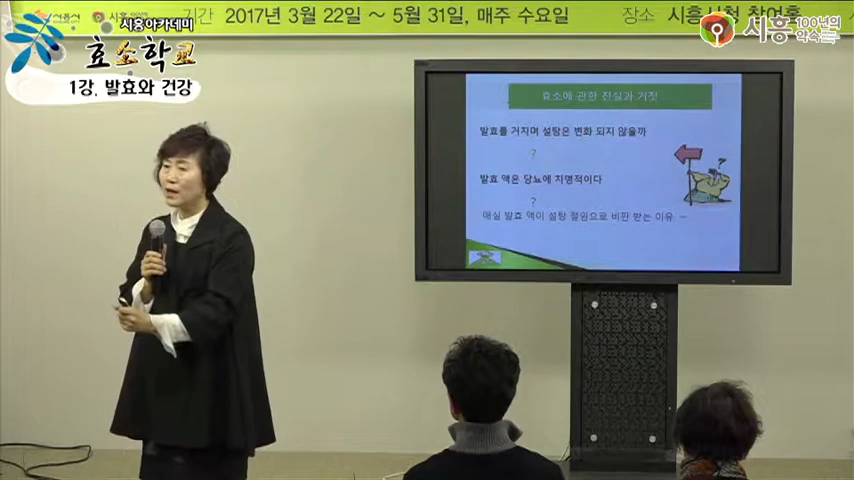 시흥아카데미
효소학교
1강. 발효와 건강
기간 2017년 3월 22일 ~ 5월 31일, 매주 수요일 장소 시흥시청 참여홀
시흥 100년의
약속
효소에 관한 진실과 거짓
발효를 거치며 설탕은 변화 되지 않을까
?
발효 액은 당뇨에 치명적이다
?
매실 발효 액이 설탕 절임으로 비판 받는 이유 –